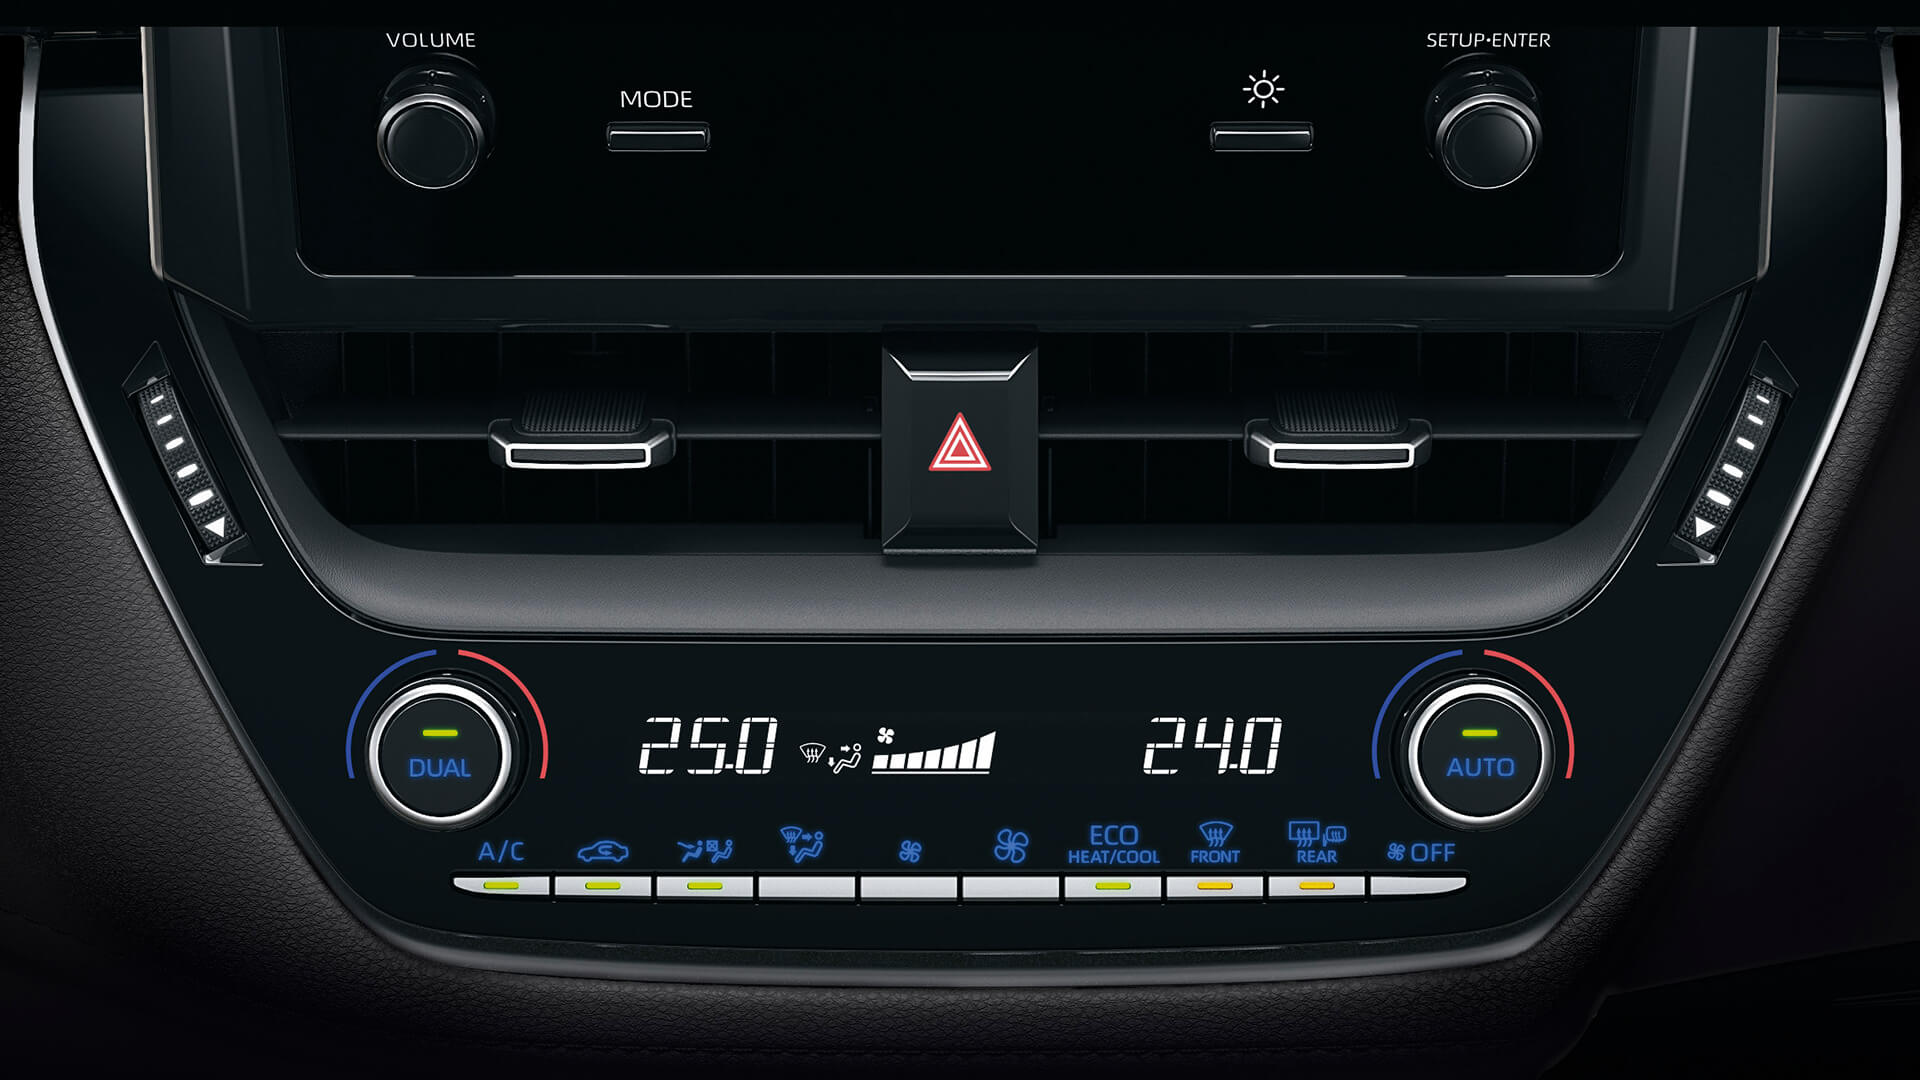 VOLUME
SETUP•ENTER
MODE
25.0
24.0
DUAL
AUTO
A/C
ECO
HEAT/COOL
FRONT
REAR
OFF